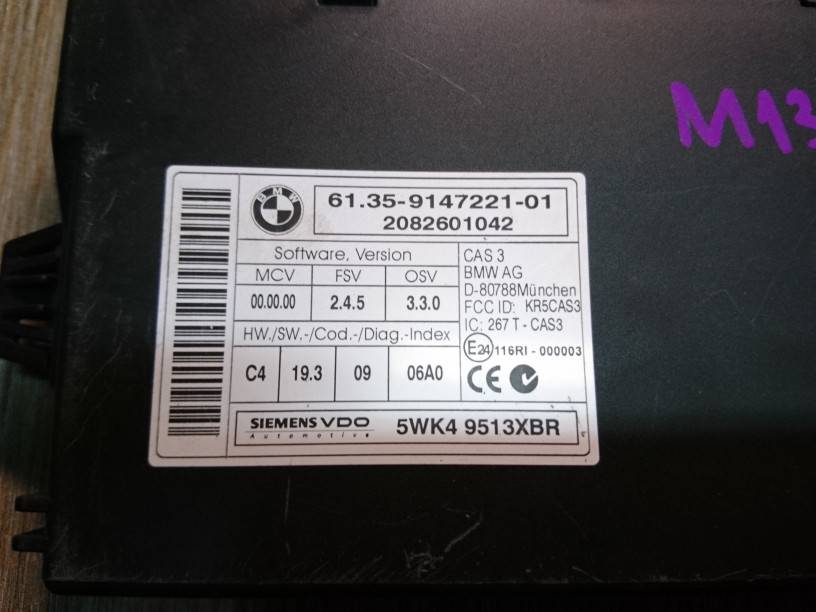 M13
BMW
61.35-9147221-01
2082601042
Software, Version
MCV FSV OSV
00.00.00 2.4.5 3.3.0
HW./SW.-/Cod.-/Diag.-Index
C4 19.3 09 06A0
CAS 3
BMW AG
D-80788München
FCC ID: KR5CAS3
IC: 267 T - CAS3
E24 116RI - 000003
CE
SIEMENS VDO
Automotive
5WK4 9513XBR